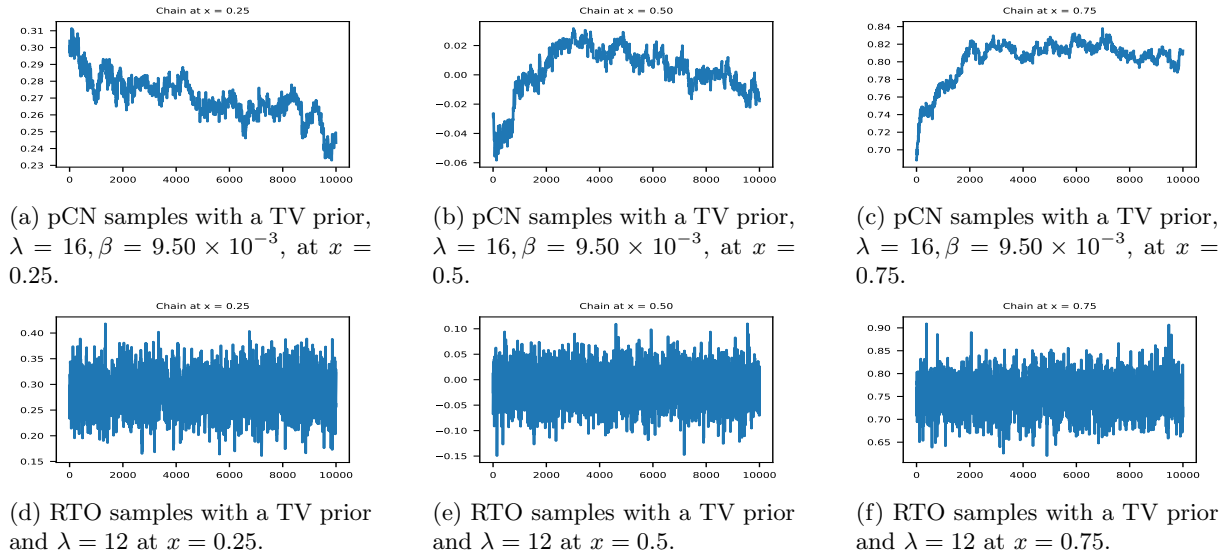 Chain at x = 0.25
0.31
0.30
0.29
0.28
0.27
0.26
0.25
0.24
0.23
0 2000 4000 6000 8000 10000
(a) pCN samples with a TV prior,
λ = 16, β = 9.50 × 10⁻³, at x =
0.25.
Chain at x = 0.50
0.02
0.00
−0.02
−0.04
−0.06
0 2000 4000 6000 8000 10000
(b) pCN samples with a TV prior,
λ = 16, β = 9.50 × 10⁻³, at x =
0.5.
Chain at x = 0.75
0.84
0.82
0.80
0.78
0.76
0.74
0.72
0.70
0 2000 4000 6000 8000 10000
(c) pCN samples with a TV prior,
λ = 16, β = 9.50 × 10⁻³, at x =
0.75.
Chain at x = 0.25
0.40
0.35
0.30
0.25
0.20
0.15
0 2000 4000 6000 8000 10000
(d) RTO samples with a TV prior
and λ = 12 at x = 0.25.
Chain at x = 0.50
0.10
0.05
0.00
−0.05
−0.10
−0.15
0 2000 4000 6000 8000 10000
(e) RTO samples with a TV prior
and λ = 12 at x = 0.5.
Chain at x = 0.75
0.90
0.85
0.80
0.75
0.70
0.65
0 2000 4000 6000 8000 10000
(f) RTO samples with a TV prior
and λ = 12 at x = 0.75.